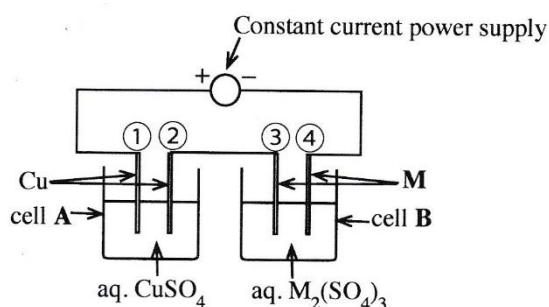 Constant current power supply
+ −
① ② ③ ④
Cu M
cell A cell B
aq. CuSO₄ aq. M₂(SO₄)₃